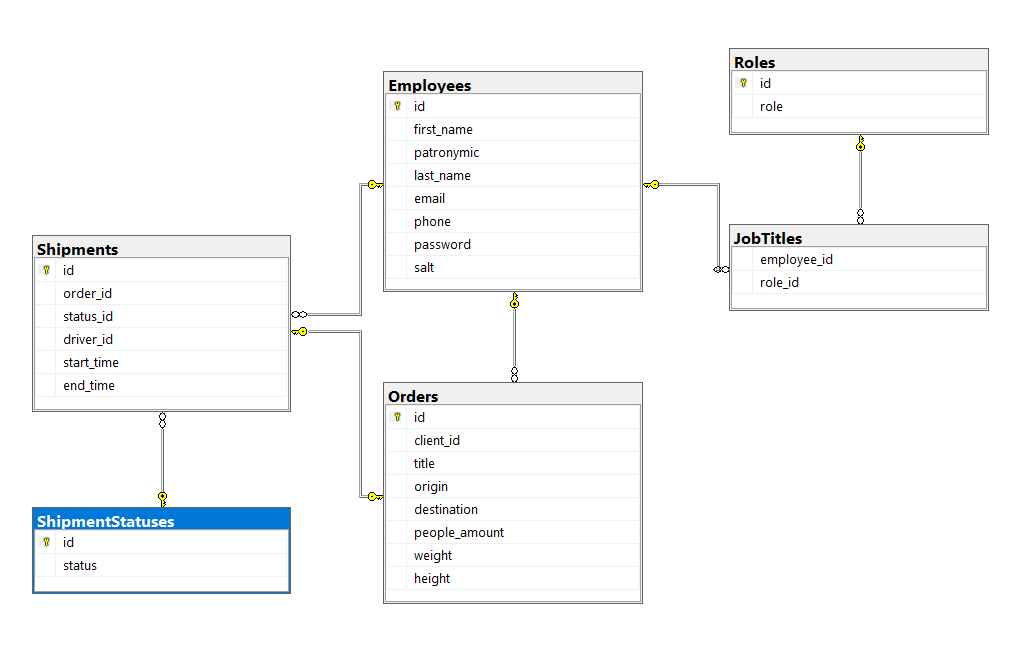 Roles
id
role
Employees
id
first_name
patronymic
last_name
email
phone
password
salt
JobTitles
employee_id
role_id
Shipments
id
order_id
status_id
driver_id
start_time
end_time
Orders
id
client_id
title
origin
destination
people_amount
weight
height
ShipmentStatuses
id
status